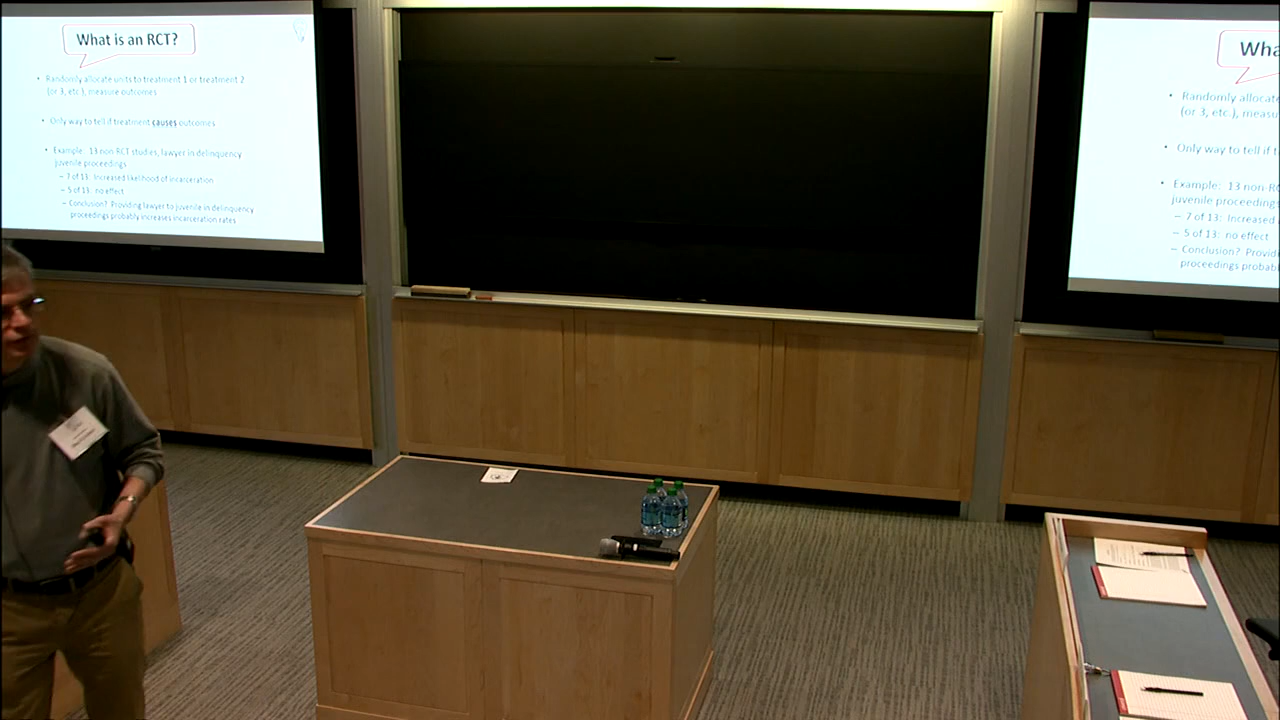 What is an RCT?
• Randomly allocate units to treatment 1 or treatment 2
(or 3, etc.), measure outcomes
• Only way to tell if treatment causes outcomes
• Example: 13 non RCT studies, lawyer in delinquency
juvenile proceedings
– 7 of 13: Increased likelihood of incarceration
– 5 of 13: no effect
– Conclusion? Providing lawyer to juvenile in delinquency
proceedings probably increases incarceration rates
Wha
• Randomly allocate
(or 3, etc.), measu
• Only way to tell if t
• Example: 13 non-RC
juvenile proceedings
– 7 of 13: Increased
– 5 of 13: no effect
– Conclusion? Providi
proceedings probabl